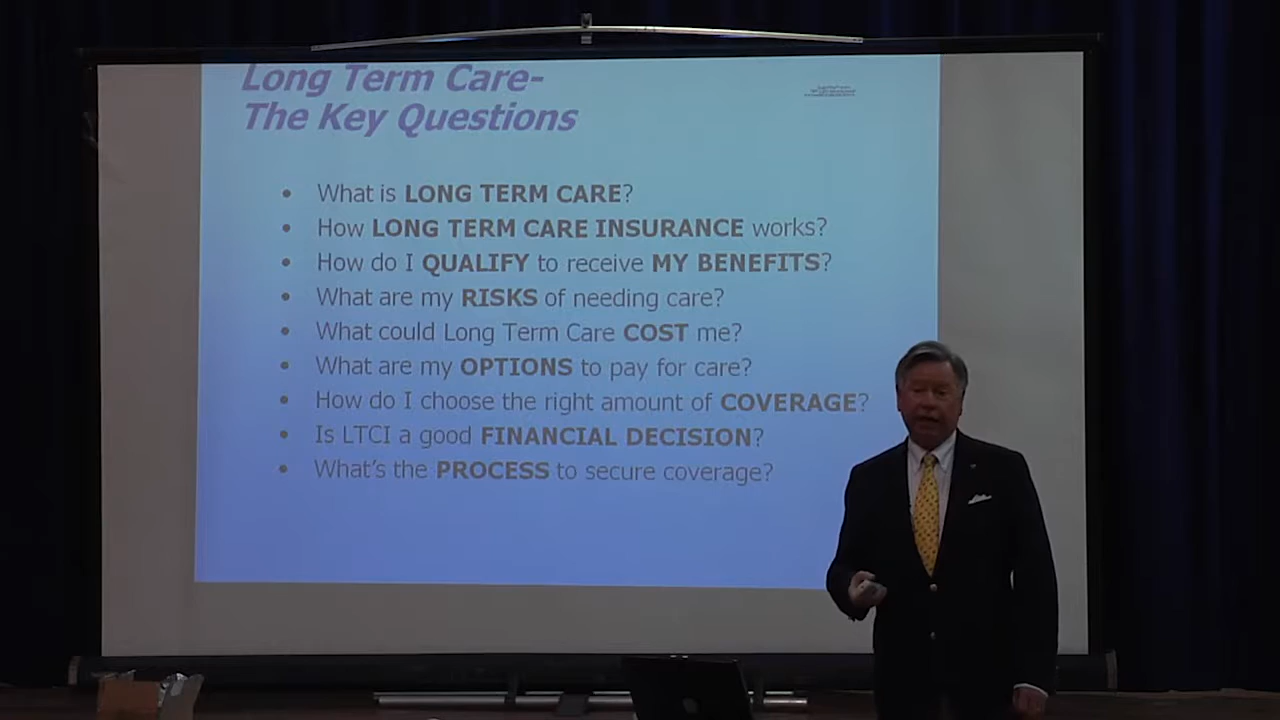 Long Term Care-
The Key Questions
• What is LONG TERM CARE?
• How LONG TERM CARE INSURANCE works?
• How do I QUALIFY to receive MY BENEFITS?
• What are my RISKS of needing care?
• What could Long Term Care COST me?
• What are my OPTIONS to pay for care?
• How do I choose the right amount of COVERAGE?
• Is LTCI a good FINANCIAL DECISION?
• What's the PROCESS to secure coverage?